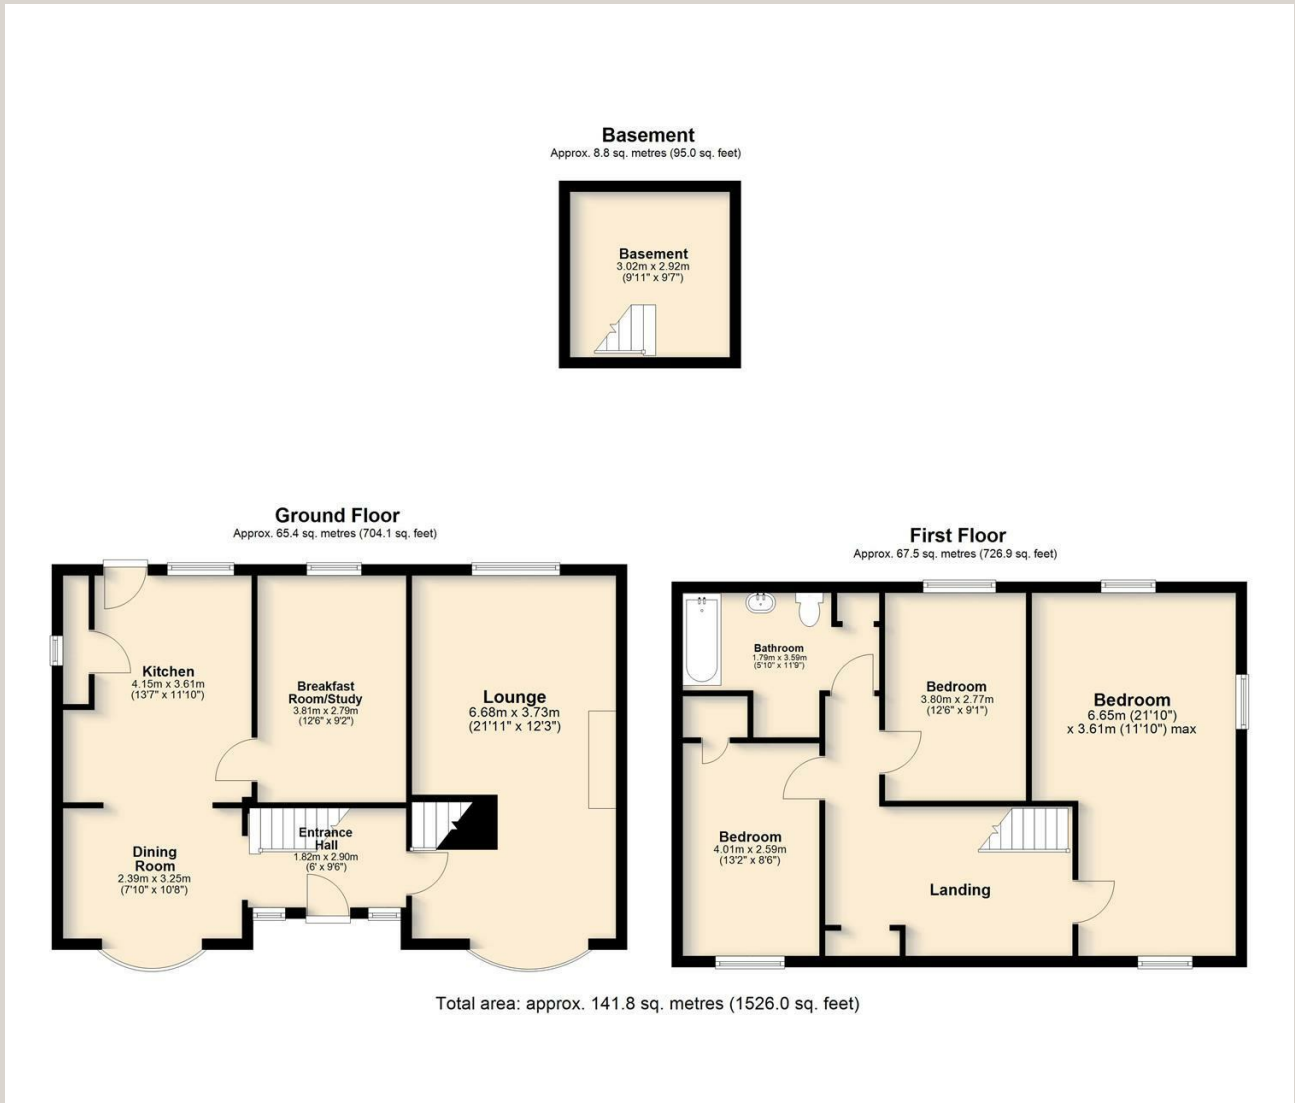 Basement
Approx. 8.8 sq. metres (95.0 sq. feet)
Basement
3.02m x 2.92m
(9'11" x 9'7")
Ground Floor
Approx. 65.4 sq. metres (704.1 sq. feet)
Kitchen
4.15m x 3.61m
(13'7" x 11'10")
Breakfast
Room/Study
3.81m x 2.79m
(12'6" x 9'2")
Lounge
6.68m x 3.73m
(21'11" x 12'3")
Dining
Room
2.39m x 3.25m
(7'10" x 10'8")
Entrance
Hall
1.82m x 2.90m
(6' x 9'6")
First Floor
Approx. 67.5 sq. metres (726.9 sq. feet)
Bathroom
1.79m x 3.59m
(5'10" x 11'9")
Bedroom
3.80m x 2.77m
(12'6" x 9'1")
Bedroom
6.65m (21'10")
x 3.61m (11'10") max
Bedroom
4.01m x 2.59m
(13'2" x 8'6")
Landing
Total area: approx. 141.8 sq. metres (1526.0 sq. feet)